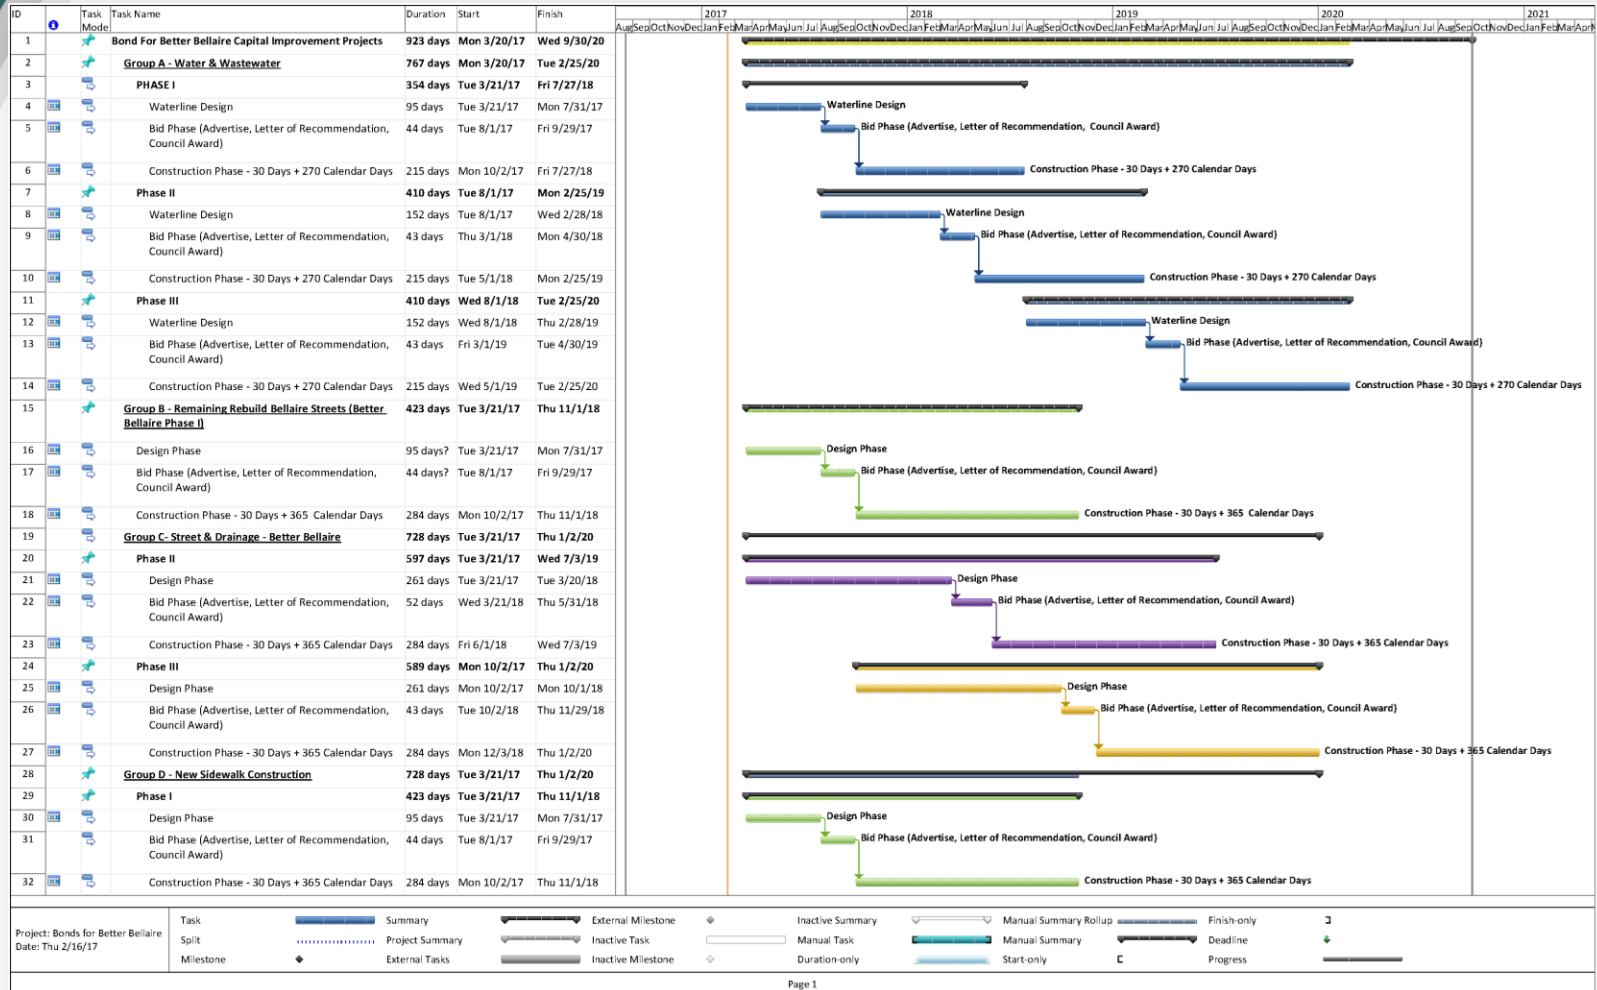 ID Task Mode Task Name Duration Start Finish
2017 2018 2019 2020 2021
Aug Sep Oct Nov Dec Jan Feb Mar Apr May Jun Jul Aug Sep Oct Nov Dec Jan Feb Mar Apr May Jun Jul Aug Sep Oct Nov Dec Jan Feb Mar Apr May Jun Jul Aug Sep Oct Nov Dec Jan Feb Mar Apr May Jun Jul Aug Sep Oct Nov Dec Jan Feb Mar Apr
1 Bond For Better Bellaire Capital Improvement Projects 923 days Mon 3/20/17 Wed 9/30/20
2 Group A - Water & Wastewater 767 days Mon 3/20/17 Tue 2/25/20
3 PHASE I 354 days Tue 3/21/17 Fri 7/27/18
4 Waterline Design 95 days Tue 3/21/17 Mon 7/31/17 Waterline Design
5 Bid Phase (Advertise, Letter of Recommendation, 44 days Tue 8/1/17 Fri 9/29/17 Bid Phase (Advertise, Letter of Recommendation, Council Award)
Council Award)
6 Construction Phase - 30 Days + 270 Calendar Days 215 days Mon 10/2/17 Fri 7/27/18 Construction Phase - 30 Days + 270 Calendar Days
7 Phase II 410 days Tue 8/1/17 Mon 2/25/19
8 Waterline Design 152 days Tue 8/1/17 Wed 2/28/18 Waterline Design
9 Bid Phase (Advertise, Letter of Recommendation, 43 days Thu 3/1/18 Mon 4/30/18 Bid Phase (Advertise, Letter of Recommendation, Council Award)
Council Award)
10 Construction Phase - 30 Days + 270 Calendar Days 215 days Tue 5/1/18 Mon 2/25/19 Construction Phase - 30 Days + 270 Calendar Days
11 Phase III 410 days Wed 8/1/18 Tue 2/25/20
12 Waterline Design 152 days Wed 8/1/18 Thu 2/28/19 Waterline Design
13 Bid Phase (Advertise, Letter of Recommendation, 43 days Fri 3/1/19 Tue 4/30/19 Bid Phase (Advertise, Letter of Recommendation, Council Award)
Council Award)
14 Construction Phase - 30 Days + 270 Calendar Days 215 days Wed 5/1/19 Tue 2/25/20 Construction Phase - 30 Days + 270 Calendar Days
15 Group B - Remaining Rebuild Bellaire Streets (Better 423 days Tue 3/21/17 Thu 11/1/18
Bellaire Phase I)
16 Design Phase 95 days? Tue 3/21/17 Mon 7/31/17 Design Phase
17 Bid Phase (Advertise, Letter of Recommendation, 44 days? Tue 8/1/17 Fri 9/29/17 Bid Phase (Advertise, Letter of Recommendation, Council Award)
Council Award)
18 Construction Phase - 30 Days + 365 Calendar Days 284 days Mon 10/2/17 Thu 11/1/18 Construction Phase - 30 Days + 365 Calendar Days
19 Group C- Street & Drainage - Better Bellaire 728 days Tue 3/21/17 Thu 1/2/20
20 Phase II 597 days Tue 3/21/17 Wed 7/3/19
21 Design Phase 261 days Tue 3/21/17 Tue 3/20/18 Design Phase
22 Bid Phase (Advertise, Letter of Recommendation, 52 days Wed 3/21/18 Thu 5/31/18 Bid Phase (Advertise, Letter of Recommendation, Council Award)
Council Award)
23 Construction Phase - 30 Days + 365 Calendar Days 284 days Fri 6/1/18 Wed 7/3/19 Construction Phase - 30 Days + 365 Calendar Days
24 Phase III 589 days Mon 10/2/17 Thu 1/2/20
25 Design Phase 261 days Mon 10/2/17 Mon 10/1/18 Design Phase
26 Bid Phase (Advertise, Letter of Recommendation, 43 days Tue 10/2/18 Thu 11/29/18 Bid Phase (Advertise, Letter of Recommendation, Council Award)
Council Award)
27 Construction Phase - 30 Days + 365 Calendar Days 284 days Mon 12/3/18 Thu 1/2/20 Construction Phase - 30 Days + 365 Calendar Days
28 Group D - New Sidewalk Construction 728 days Tue 3/21/17 Thu 1/2/20
29 Phase I 423 days Tue 3/21/17 Thu 11/1/18
30 Design Phase 95 days Tue 3/21/17 Mon 7/31/17 Design Phase
31 Bid Phase (Advertise, Letter of Recommendation, 44 days Tue 8/1/17 Fri 9/29/17 Bid Phase (Advertise, Letter of Recommendation, Council Award)
Council Award)
32 Construction Phase - 30 Days + 365 Calendar Days 284 days Mon 10/2/17 Thu 11/1/18 Construction Phase - 30 Days + 365 Calendar Days
Project: Bonds for Better Bellaire
Date: Thu 2/16/17
Task Summary External Milestone Inactive Summary Manual Summary Rollup Finish-only
Split Project Summary Inactive Task Manual Task Manual Summary Deadline
Milestone External Tasks Inactive Milestone Duration-only Start-only Progress
Page 1